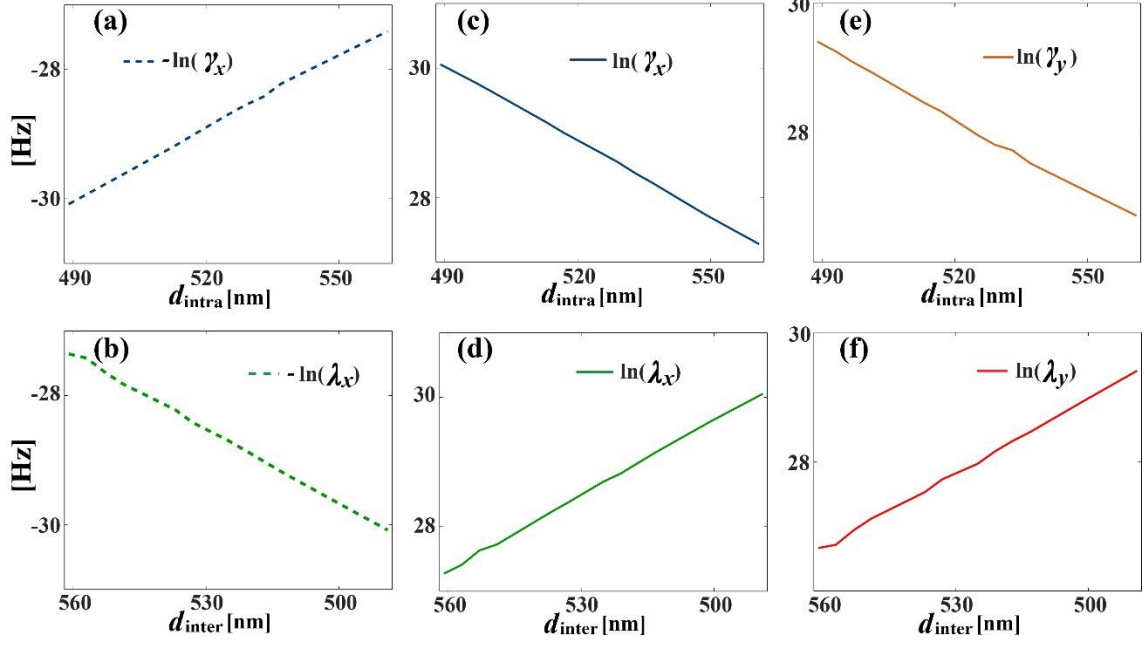 (a)
-ln(γx)
[Hz]
-28
-30
490 520 550
dintra [nm]
(c)
ln(γx)
30
28
490 520 550
dintra [nm]
(e)
ln(γy)
30
28
490 520 550
dintra [nm]
(b)
-ln(λx)
[Hz]
-28
-30
560 530 500
dinter [nm]
(d)
ln(λx)
30
28
560 530 500
dinter [nm]
(f)
ln(λy)
30
28
560 530 500
dinter [nm]